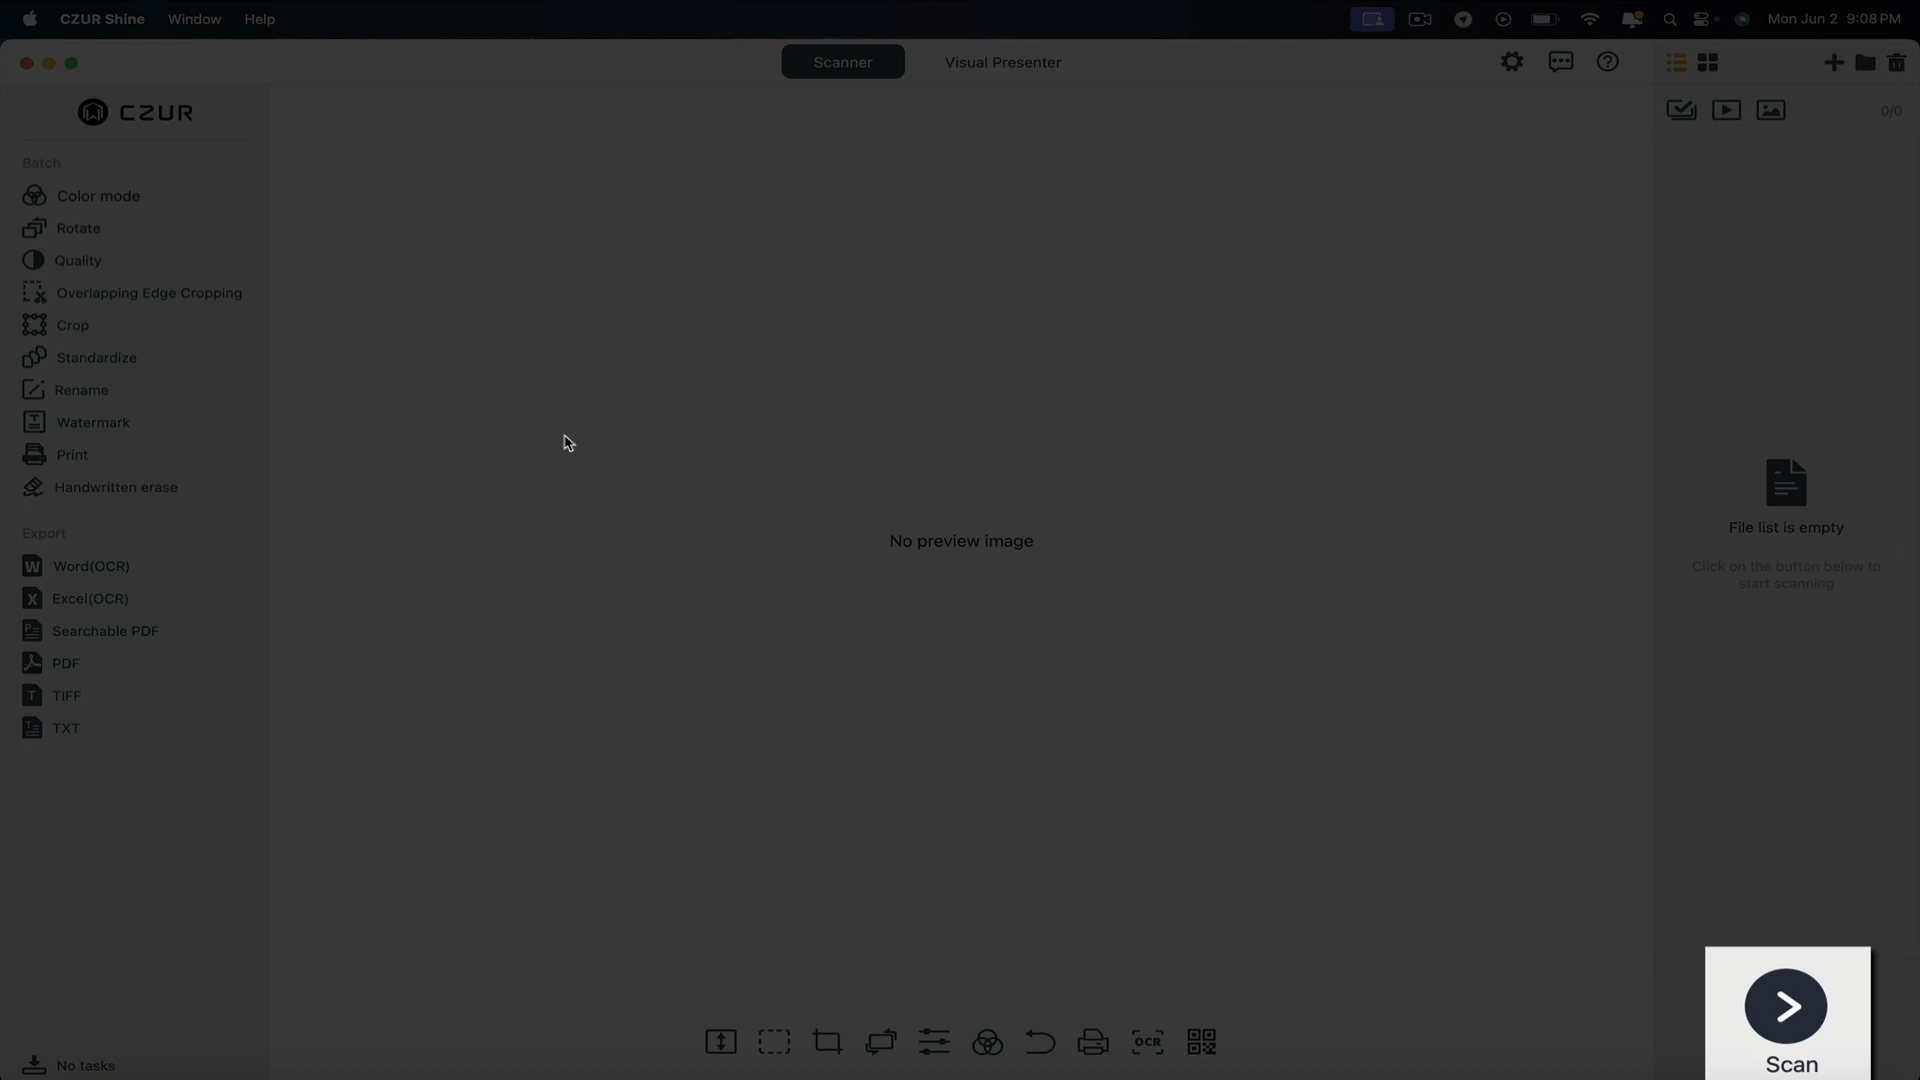 CZUR Shine Window Help Mon Jun 2 9:08 PM
Scanner Visual Presenter
CZUR
0/0
Batch
Color mode
Rotate
Quality
Overlapping Edge Cropping
Crop
Standardize
Rename
Watermark
Print
Handwritten erase
Export
Word(OCR)
Excel(OCR)
Searchable PDF
PDF
TIFF
TXT
No tasks
No preview image
OCR
File list is empty
Click on the button below to
start scanning
Scan